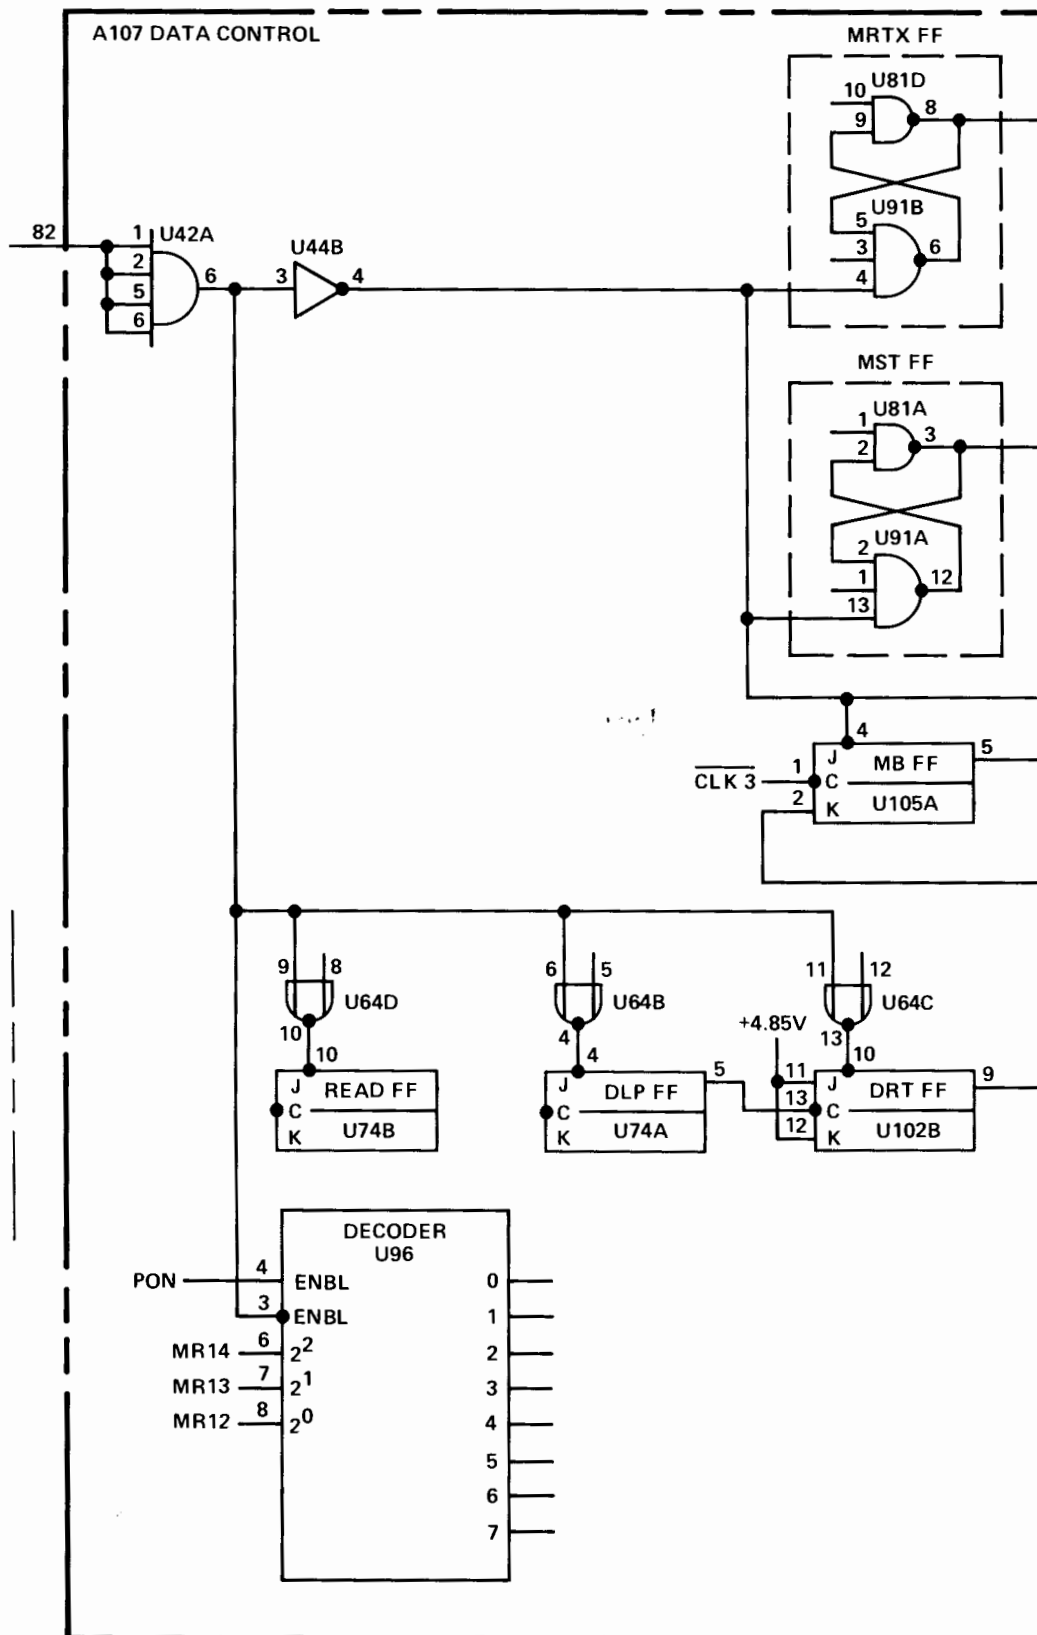 A107 DATA CONTROL
MRTX FF
U81D
10
8
9
U91B
5
3
6
4
82
1
U42A
2
5
6
6
U44B
3
4
MST FF
U81A
1
3
2
U91A
2
1
12
13
4
CLK 3
1
J
MB FF
5
C
2
K
U105A
9
8
U64D
10
10
J
READ FF
C
K
U74B
6
5
U64B
4
4
J
DLP FF
5
C
K
U74A
11
12
U64C
+4.85V
13
10
11
J
DRT FF
9
13
C
12
K
U102B
DECODER
U96
PON
4
ENBL
0
3
ENBL
1
MR14
6
2²
2
MR13
7
2¹
3
MR12
8
2⁰
4
5
6
7